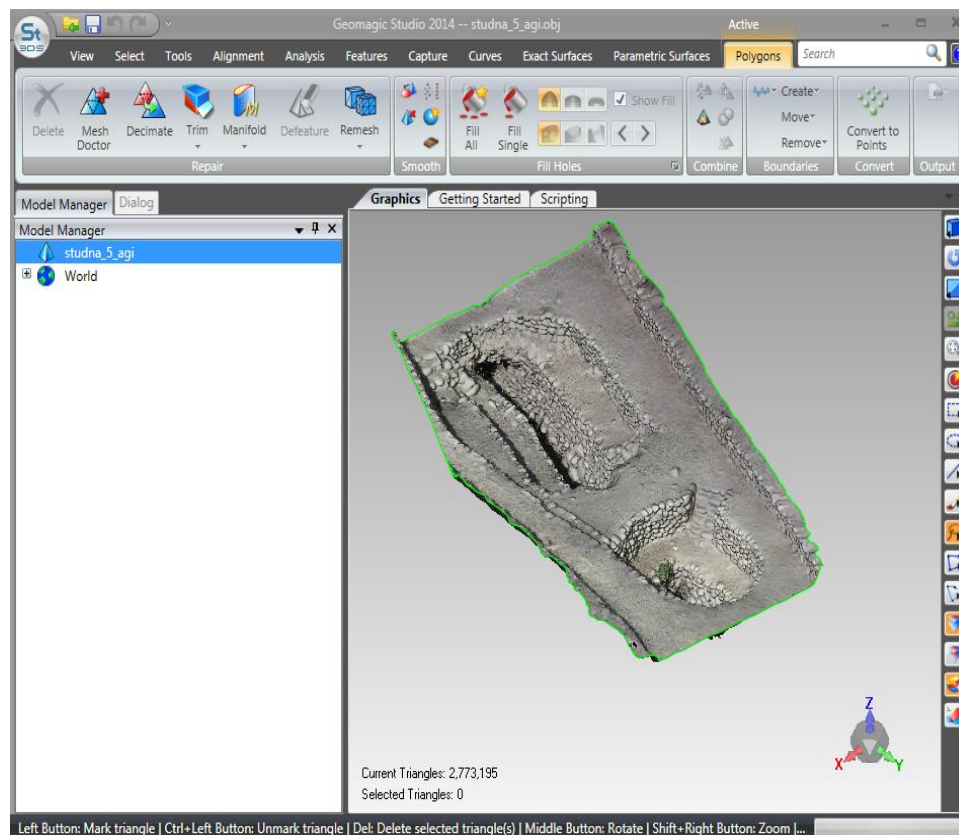 St
3DS
Geomagic Studio 2014 -- studna_5_agi.obj
Active
View Select Tools Alignment Analysis Features Capture Curves Exact Surfaces Parametric Surfaces Polygons Search
Delete Mesh Doctor Decimate Trim Manifold Defeature Remesh
Repair
Smooth
Fill All Fill Single Show Fill
Fill Holes
Combine
Create
Move
Remove
Boundaries
Convert to Points
Convert
Output
Model Manager Dialog
Graphics Getting Started Scripting
Model Manager
studna_5_agi
World
Z
X Y
Current Triangles: 2,773,195
Selected Triangles: 0
Left Button: Mark triangle | Ctrl+Left Button: Unmark triangle | Del: Delete selected triangle(s) | Middle Button: Rotate | Shift+Right Button: Zoom |...